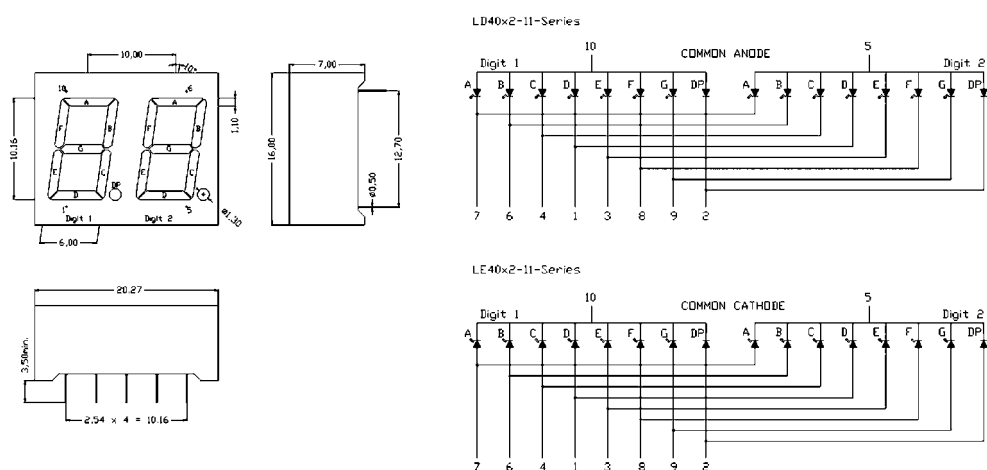 10,00
10°
10
6
A
A
F
B
F
B
G
G
E
C
E
C
DP
D
D
1
5
Digit 1
Digit 2
10.16
1,10
ø1,30
6,00
7,00
16,00
12,70
ø0,50
20.27
3,50min.
2.54 x 4 = 10.16
LD40x2-11-Series
10
COMMON ANODE
5
Digit 1
Digit 2
A B C D E F G DP A B C D E F G DP
7 6 4 1 3 8 9 2
LE40x2-11-Series
10
COMMON CATHODE
5
Digit 1
Digit 2
A B C D E F G DP A B C D E F G DP
7 6 4 1 3 8 9 2